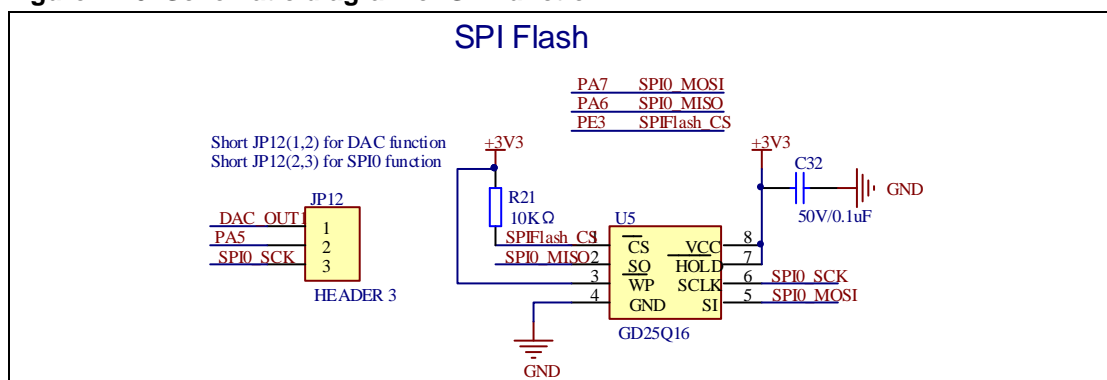 SPI Flash
PA7 SPI0_MOSI
PA6 SPI0_MISO
PE3 SPIFlash_CS
Short JP12(1,2) for DAC function
Short JP12(2,3) for SPI0 function
JP12
DAC_OUT1 1
PA5 2
SPI0_SCK 3
HEADER 3
+3V3
R21
10KΩ
+3V3
C32
50V/0.1uF
GND
U5
SPIFlash_CS 1 CS VCC 8
SPI0_MISO 2 SO HOLD 7
3 WP SCLK 6 SPI0_SCK
4 GND SI 5 SPI0_MOSI
GD25Q16
GND